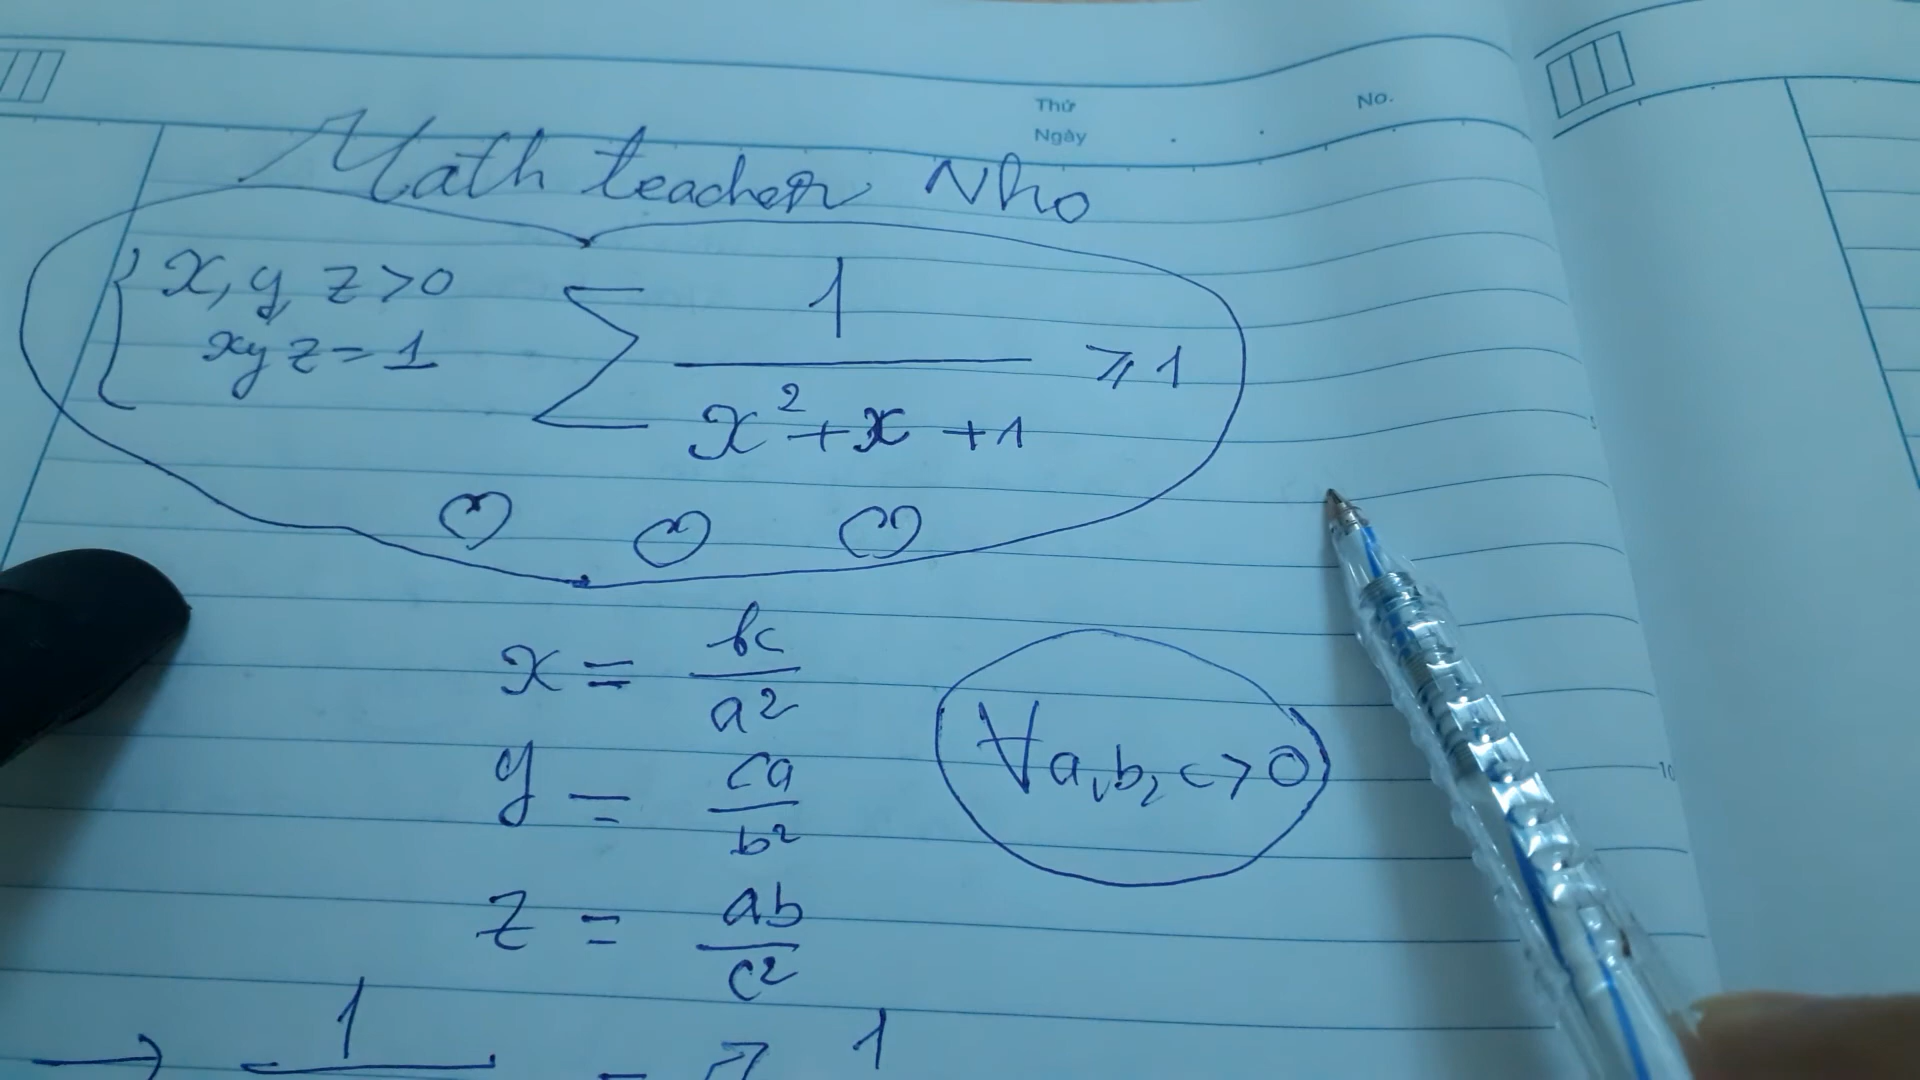 Thứ
Ngày
No.
Math teacher Nho
x, y, z > 0
xyz = 1
∑ 1/(x² + x + 1) ⩾ 1
x = bc/a²
y = ca/b²
z = ab/c²
∀a, b, c > 0
10
→ 1
= 1